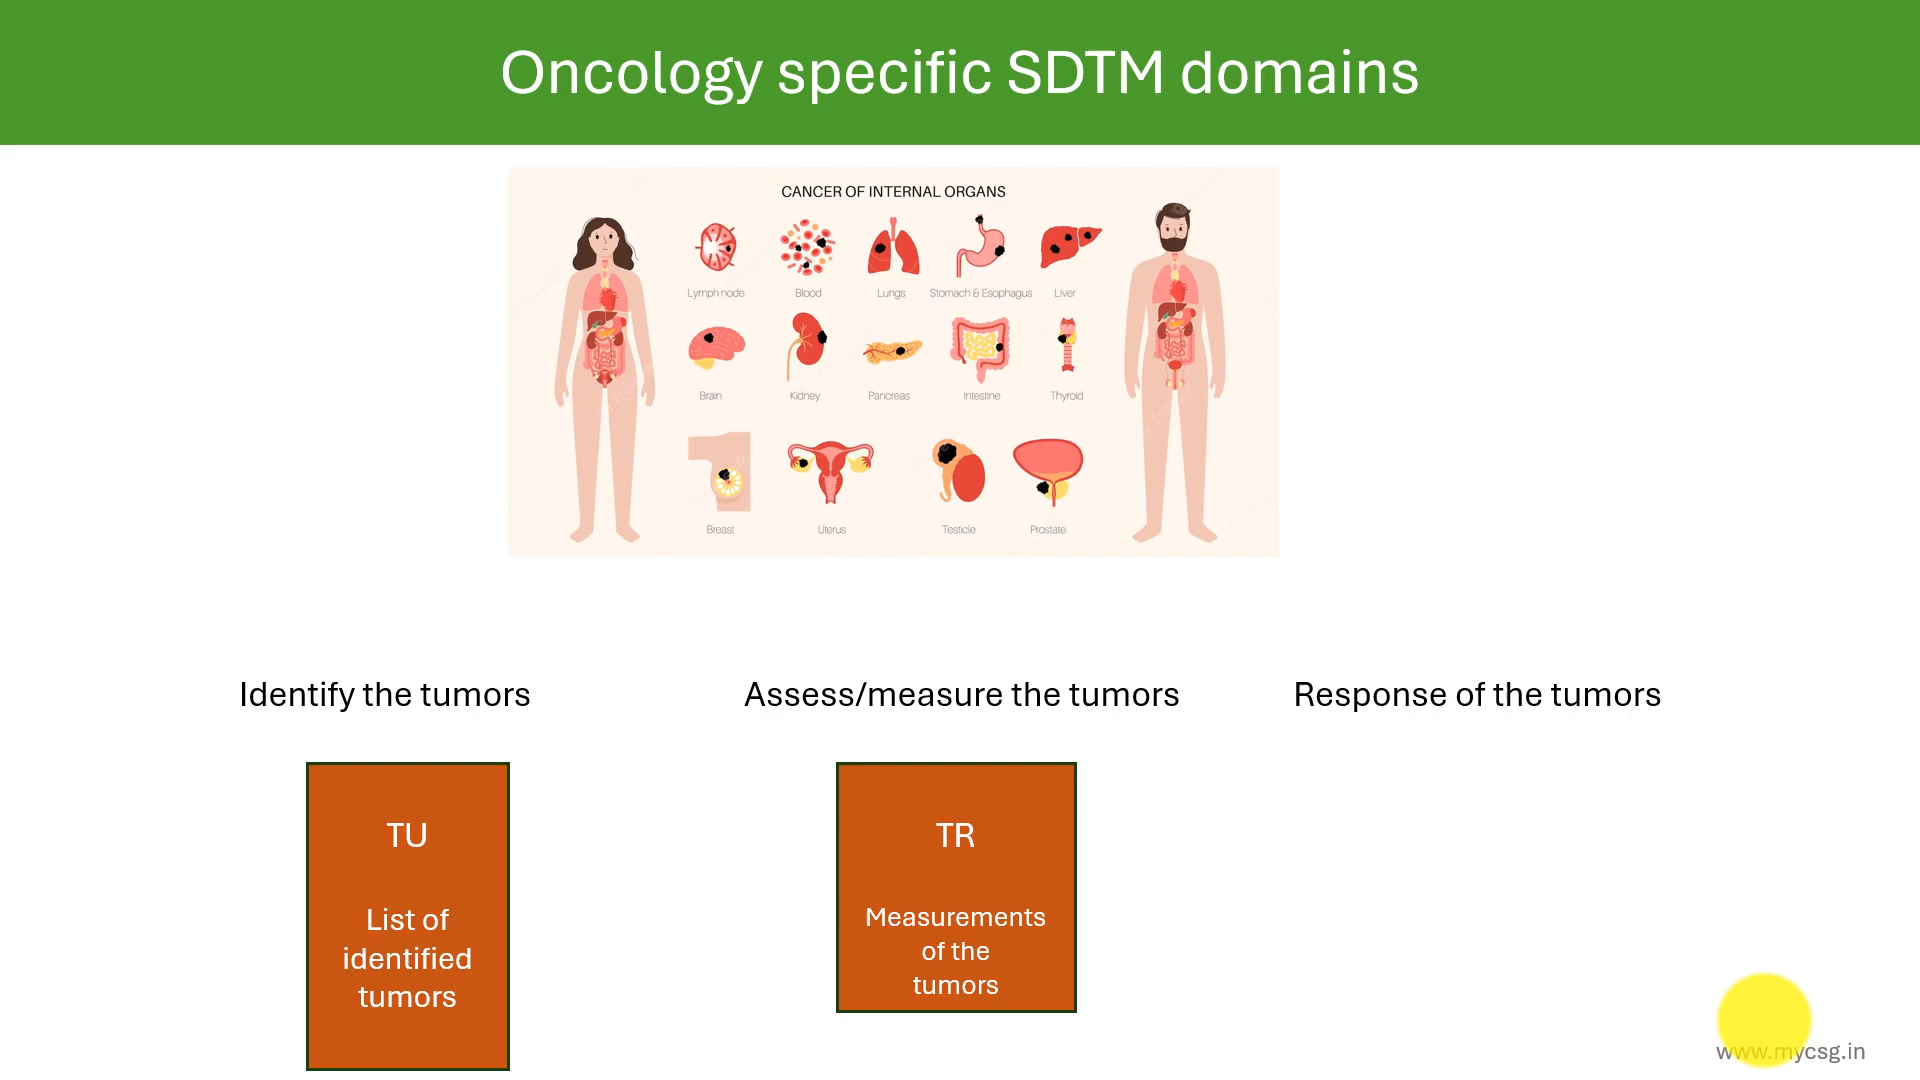 Oncology specific SDTM domains
CANCER OF INTERNAL ORGANS
Lymph node
Blood
Lungs
Stomach & Esophagus
Liver
Brain
Kidney
Pancreas
Intestine
Thyroid
Breast
Uterus
Testicle
Prostate
Identify the tumors
Assess/measure the tumors
Response of the tumors
TU
List of
identified
tumors
TR
Measurements
of the
tumors
www.mycsg.in